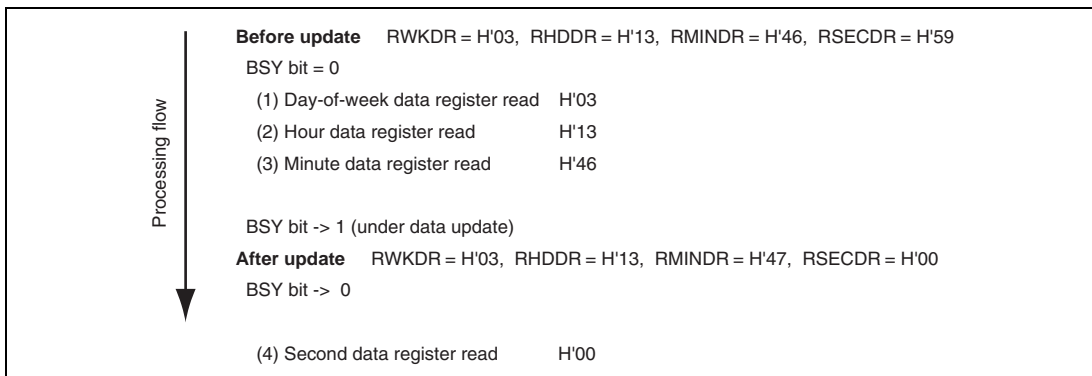 Processing flow
Before update RWKDR = H'03, RHDDR = H'13, RMINDR = H'46, RSECDR = H'59
BSY bit = 0
(1) Day-of-week data register read H'03
(2) Hour data register read H'13
(3) Minute data register read H'46
BSY bit -> 1 (under data update)
After update RWKDR = H'03, RHDDR = H'13, RMINDR = H'47, RSECDR = H'00
BSY bit -> 0
(4) Second data register read H'00